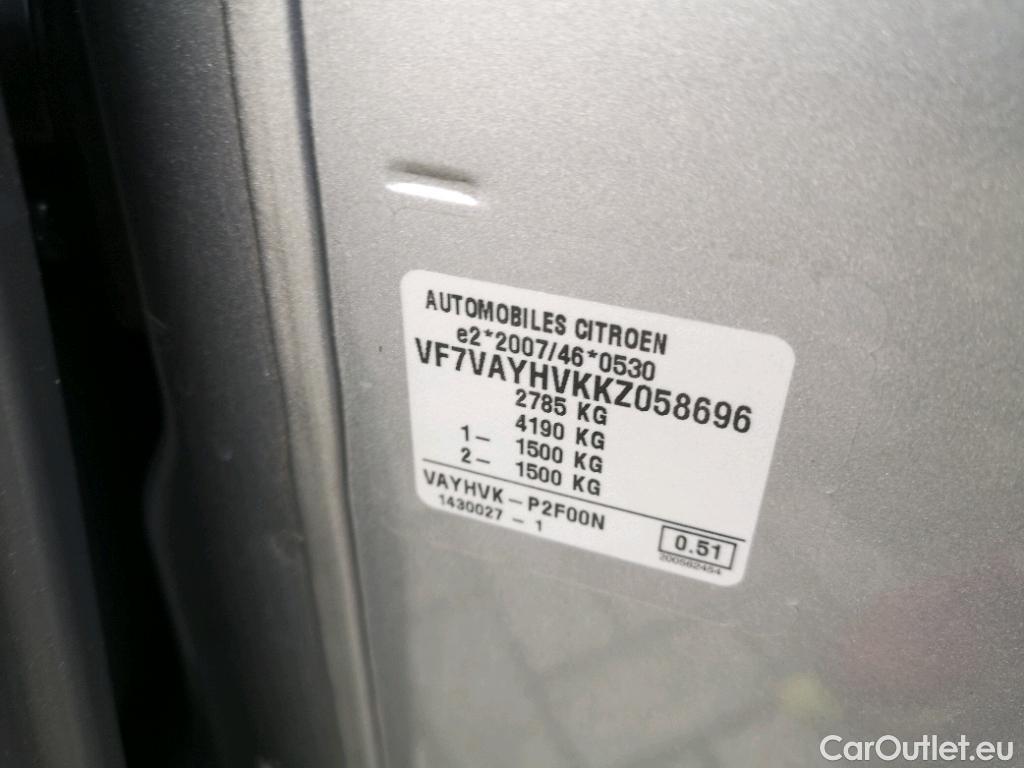 AUTOMOBILES CITROEN
e2*2007/46*0530
VF7VAYHVKKZ058696
2785 KG
4190 KG
1- 1500 KG
2- 1500 KG
VAYHVK-P2F00N
1430027 - 1
0.51
200562454
CarOutlet.eu